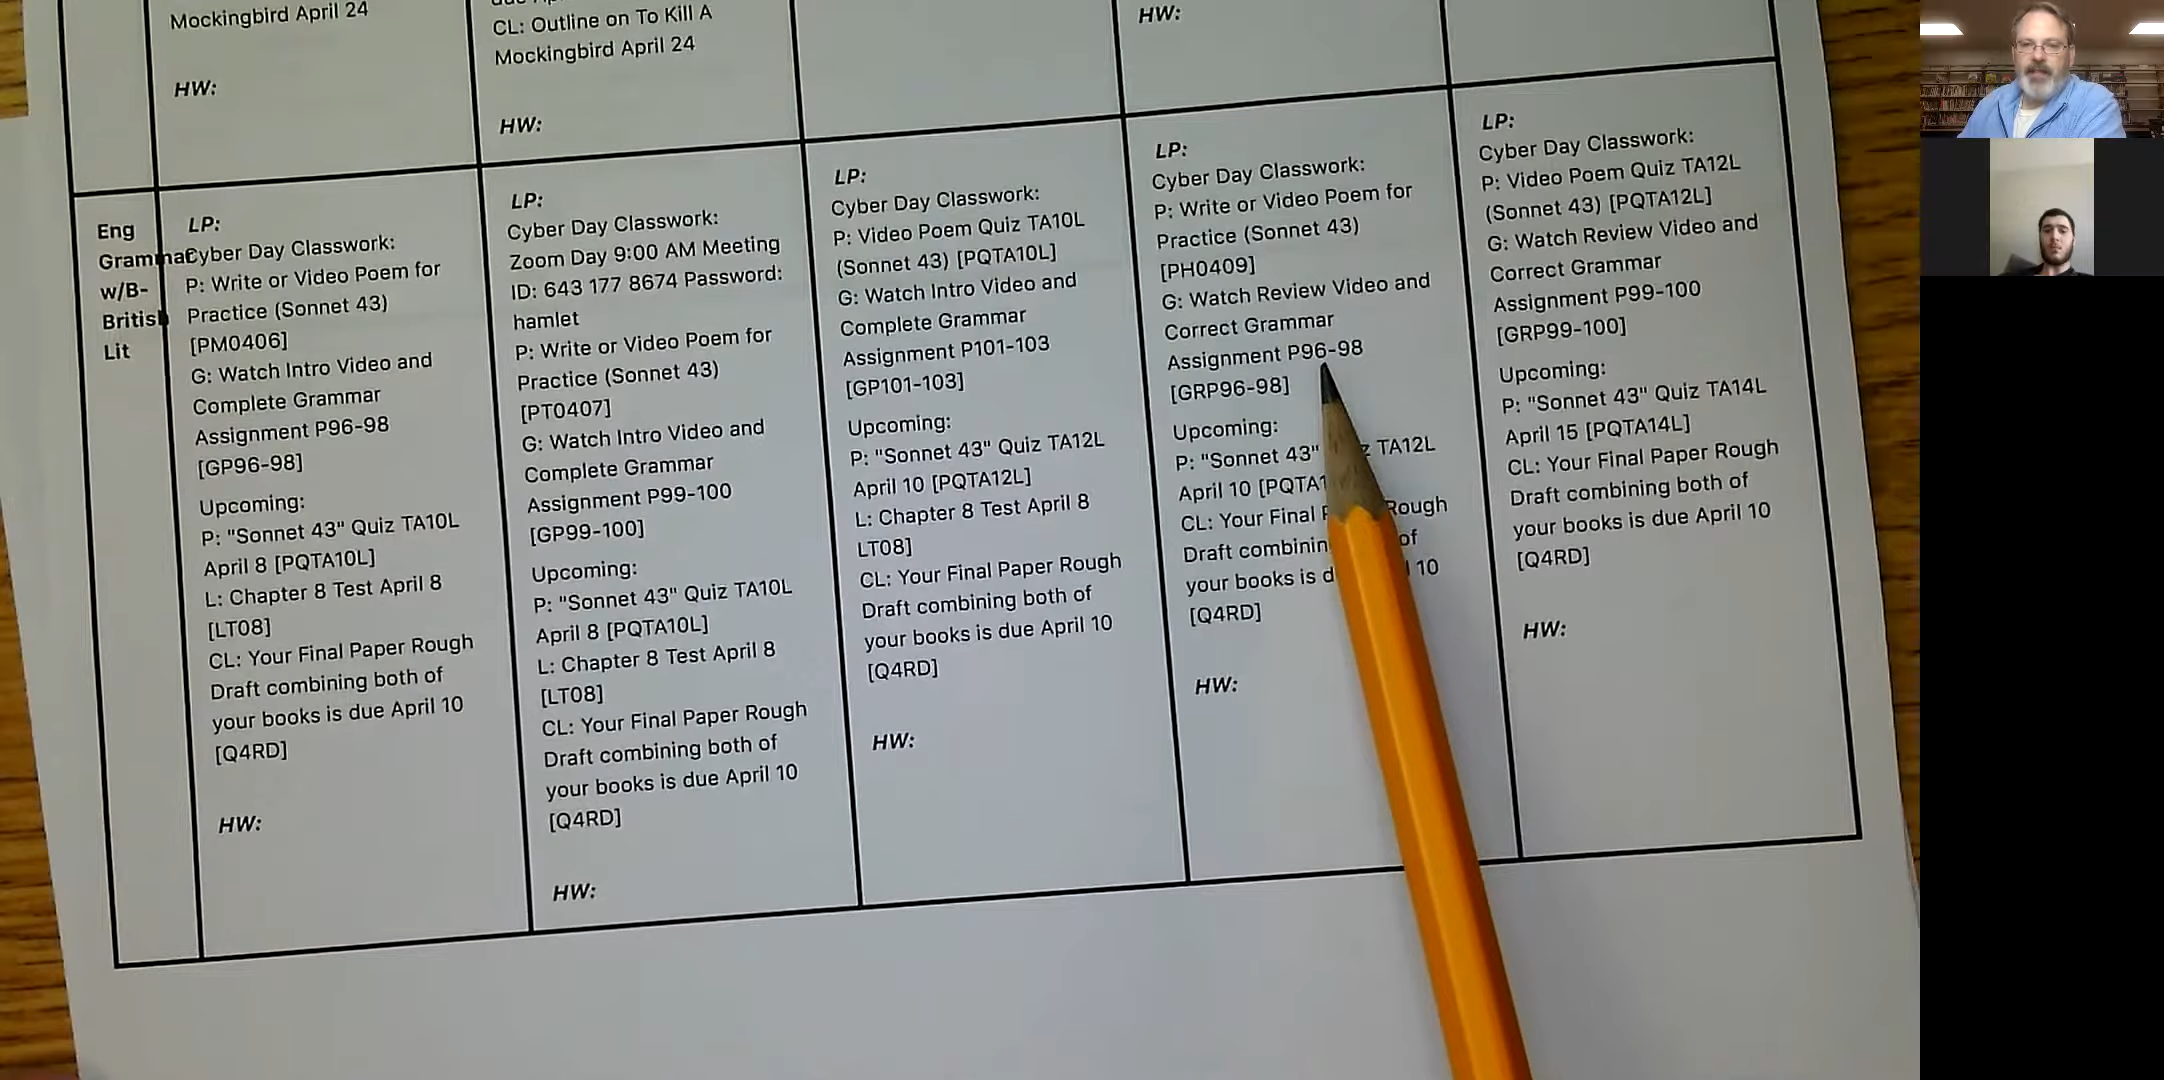 Mockingbird April 24
HW:
CL: Outline on To Kill A
Mockingbird April 24
HW:
HW:
Eng
Grammar
w/B-
British
Lit
LP:
Cyber Day Classwork:
P: Write or Video Poem for
Practice (Sonnet 43)
[PM0406]
G: Watch Intro Video and
Complete Grammar
Assignment P96-98
[GP96-98]
Upcoming:
P: "Sonnet 43" Quiz TA10L
April 8 [PQTA10L]
L: Chapter 8 Test April 8
[LT08]
CL: Your Final Paper Rough
Draft combining both of
your books is due April 10
[Q4RD]
HW:
LP:
Cyber Day Classwork:
Zoom Day 9:00 AM Meeting
ID: 643 177 8674 Password:
hamlet
P: Write or Video Poem for
Practice (Sonnet 43)
[PT0407]
G: Watch Intro Video and
Complete Grammar
Assignment P99-100
[GP99-100]
Upcoming:
P: "Sonnet 43" Quiz TA10L
April 8 [PQTA10L]
L: Chapter 8 Test April 8
[LT08]
CL: Your Final Paper Rough
Draft combining both of
your books is due April 10
[Q4RD]
HW:
LP:
Cyber Day Classwork:
P: Video Poem Quiz TA10L
(Sonnet 43) [PQTA10L]
G: Watch Intro Video and
Complete Grammar
Assignment P101-103
[GP101-103]
Upcoming:
P: "Sonnet 43" Quiz TA12L
April 10 [PQTA12L]
L: Chapter 8 Test April 8
LT08]
CL: Your Final Paper Rough
Draft combining both of
your books is due April 10
[Q4RD]
HW:
LP:
Cyber Day Classwork:
P: Write or Video Poem for
Practice (Sonnet 43)
[PH0409]
G: Watch Review Video and
Correct Grammar
Assignment P96-98
[GRP96-98]
Upcoming:
P: "Sonnet 43" TA12L
April 10
CL: Your Final Rough
Draft of
your books is 10
[Q4RD]
HW:
LP:
Cyber Day Classwork:
P: Video Poem Quiz TA12L
(Sonnet 43) [PQTA12L]
G: Watch Review Video and
Correct Grammar
Assignment P99-100
[GRP99-100]
Upcoming:
P: "Sonnet 43" Quiz TA14L
April 15 [PQTA14L]
CL: Your Final Paper Rough
Draft combining both of
your books is due April 10
[Q4RD]
HW: